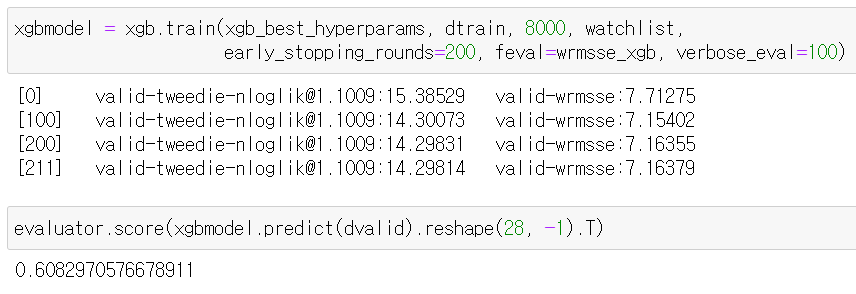 xgbmodel = xgb.train(xgb_best_hyperparams, dtrain, 8000, watchlist,
early_stopping_rounds=200, feval=wrmsse_xgb, verbose_eval=100)
[0] valid-tweedie-nloglik@1.1009:15.38529 valid-wrmsse:7.71275
[100] valid-tweedie-nloglik@1.1009:14.30073 valid-wrmsse:7.15402
[200] valid-tweedie-nloglik@1.1009:14.29831 valid-wrmsse:7.16355
[211] valid-tweedie-nloglik@1.1009:14.29814 valid-wrmsse:7.16379
evaluator.score(xgbmodel.predict(dvalid).reshape(28, -1).T)
0.6082970576678911